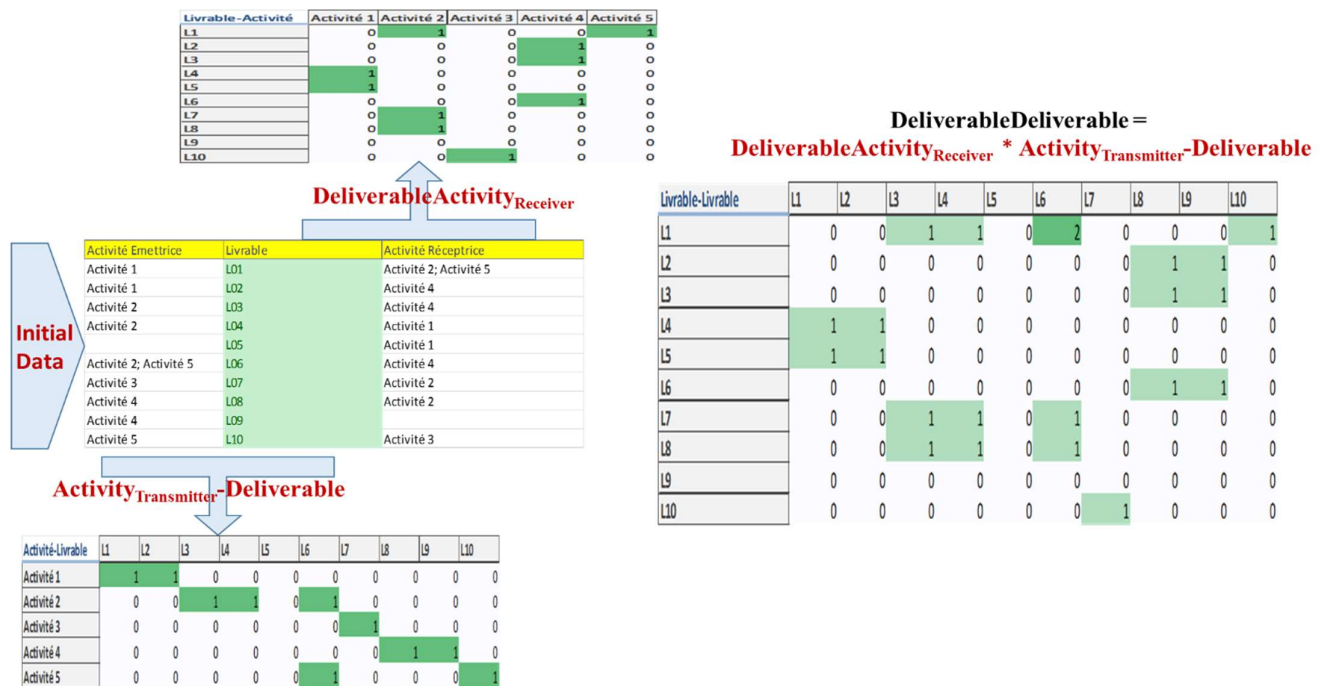 Livrable-Activité Activité 1 Activité 2 Activité 3 Activité 4 Activité 5
L1 0 1 0 0 1
L2 0 0 0 1 0
L3 0 0 0 1 0
L4 1 0 0 0 0
L5 1 0 0 0 0
L6 0 0 0 1 0
L7 0 1 0 0 0
L8 0 1 0 0 0
L9 0 0 0 0 0
L10 0 0 1 0 0
DeliverableActivityReceiver
Initial
Data
Activité Emettrice Livrable Activité Réceptrice
Activité 1 L01 Activité 2; Activité 5
Activité 1 L02 Activité 4
Activité 2 L03 Activité 4
Activité 2 L04 Activité 1
L05 Activité 1
Activité 2; Activité 5 L06 Activité 4
Activité 3 L07 Activité 2
Activité 4 L08 Activité 2
Activité 4 L09
Activité 5 L10 Activité 3
ActivityTransmitter-Deliverable
Activité-Livrable L1 L2 L3 L4 L5 L6 L7 L8 L9 L10
Activité 1 1 1 0 0 0 0 0 0 0 0
Activité 2 0 0 1 1 0 1 0 0 0 0
Activité 3 0 0 0 0 0 0 1 0 0 0
Activité 4 0 0 0 0 0 0 0 1 1 0
Activité 5 0 0 0 0 0 1 0 0 0 1
DeliverableDeliverable =
DeliverableActivityReceiver * ActivityTransmitter-Deliverable
Livrable-Livrable L1 L2 L3 L4 L5 L6 L7 L8 L9 L10
L1 0 0 1 1 0 2 0 0 0 1
L2 0 0 0 0 0 0 0 1 1 0
L3 0 0 0 0 0 0 0 1 1 0
L4 1 1 0 0 0 0 0 0 0 0
L5 1 1 0 0 0 0 0 0 0 0
L6 0 0 0 0 0 0 0 1 1 0
L7 0 0 1 1 0 1 0 0 0 0
L8 0 0 1 1 0 1 0 0 0 0
L9 0 0 0 0 0 0 0 0 0 0
L10 0 0 0 0 0 0 1 0 0 0